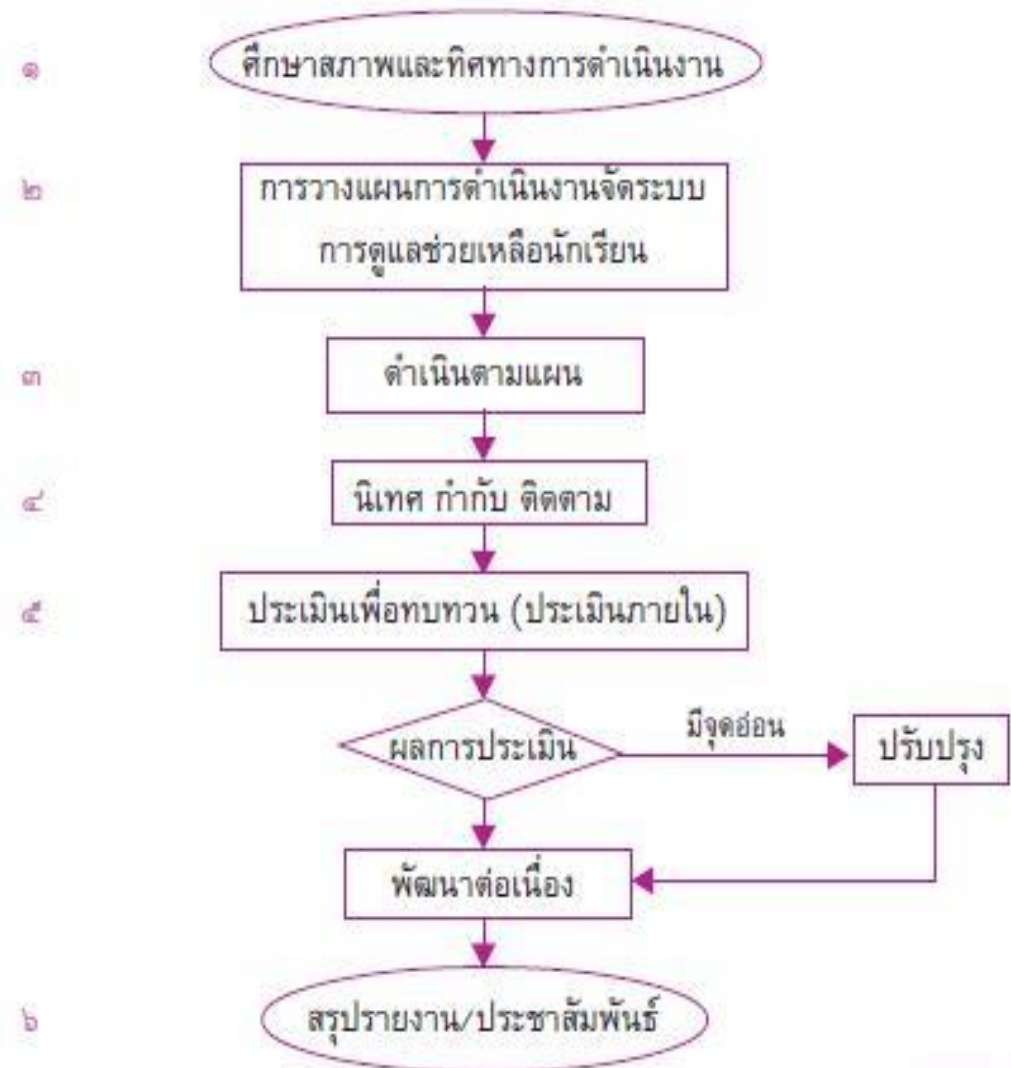 ๑
ศึกษาสภาพและทิศทางการดำเนินงาน
๒
การวางแผนการดำเนินงานจัดระบบ
การดูแลช่วยเหลือนักเรียน
๓
ดำเนินตามแผน
๔
นิเทศ กำกับ ติดตาม
๕
ประเมินเพื่อทบทวน (ประเมินภายใน)
ผลการประเมิน
มีจุดอ่อน
ปรับปรุง
พัฒนาต่อเนื่อง
๖
สรุปรายงาน/ประชาสัมพันธ์